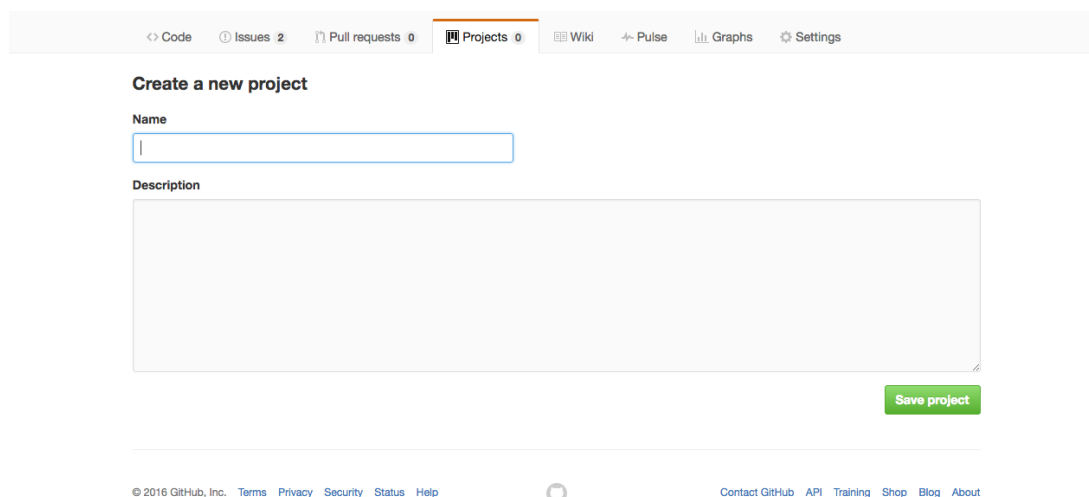 Code Issues 2 Pull requests 0 Projects 0 Wiki Pulse Graphs Settings
Create a new project
Name
Description
Save project
© 2016 GitHub, Inc. Terms Privacy Security Status Help Contact GitHub API Training Shop Blog About